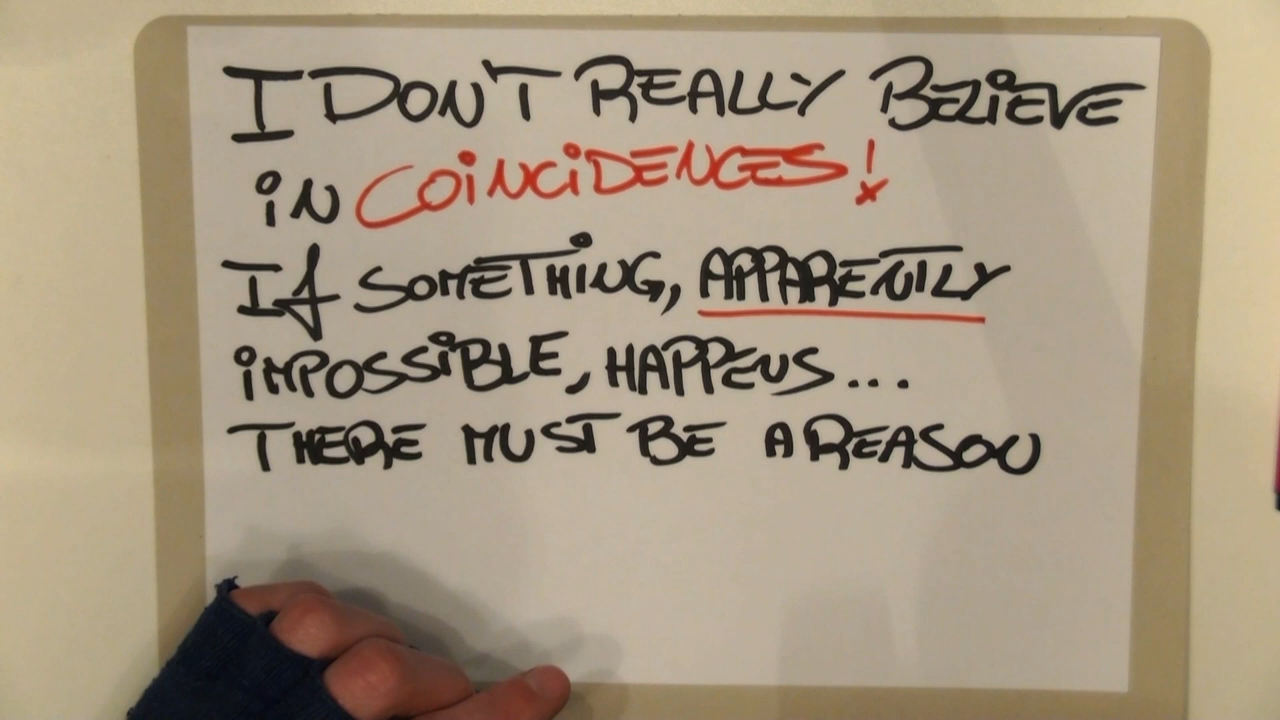 I DON'T REALLY BELIEVE
iN COiNCiDENCES!
If SOMETHiNG, APPARENTLY
iMPOSSiBLE, HAPPENS...
THERE MUST BE A REASON